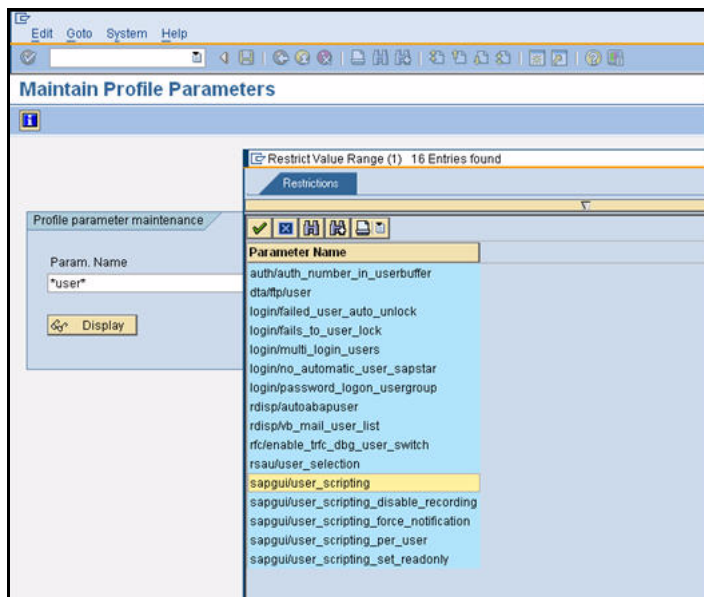 Edit Goto System Help
Maintain Profile Parameters
Restrict Value Range (1) 16 Entries found
Restrictions
Profile parameter maintenance
Param. Name
*user*
Display
Parameter Name
auth/auth_number_in_userbuffer
dta/ftp/user
login/failed_user_auto_unlock
login/fails_to_user_lock
login/multi_login_users
login/no_automatic_user_sapstar
login/password_logon_usergroup
rdisp/autoabapuser
rdisp/vb_mail_user_list
rfc/enable_trfc_dbg_user_switch
rsau/user_selection
sapgui/user_scripting
sapgui/user_scripting_disable_recording
sapgui/user_scripting_force_notification
sapgui/user_scripting_per_user
sapgui/user_scripting_set_readonly